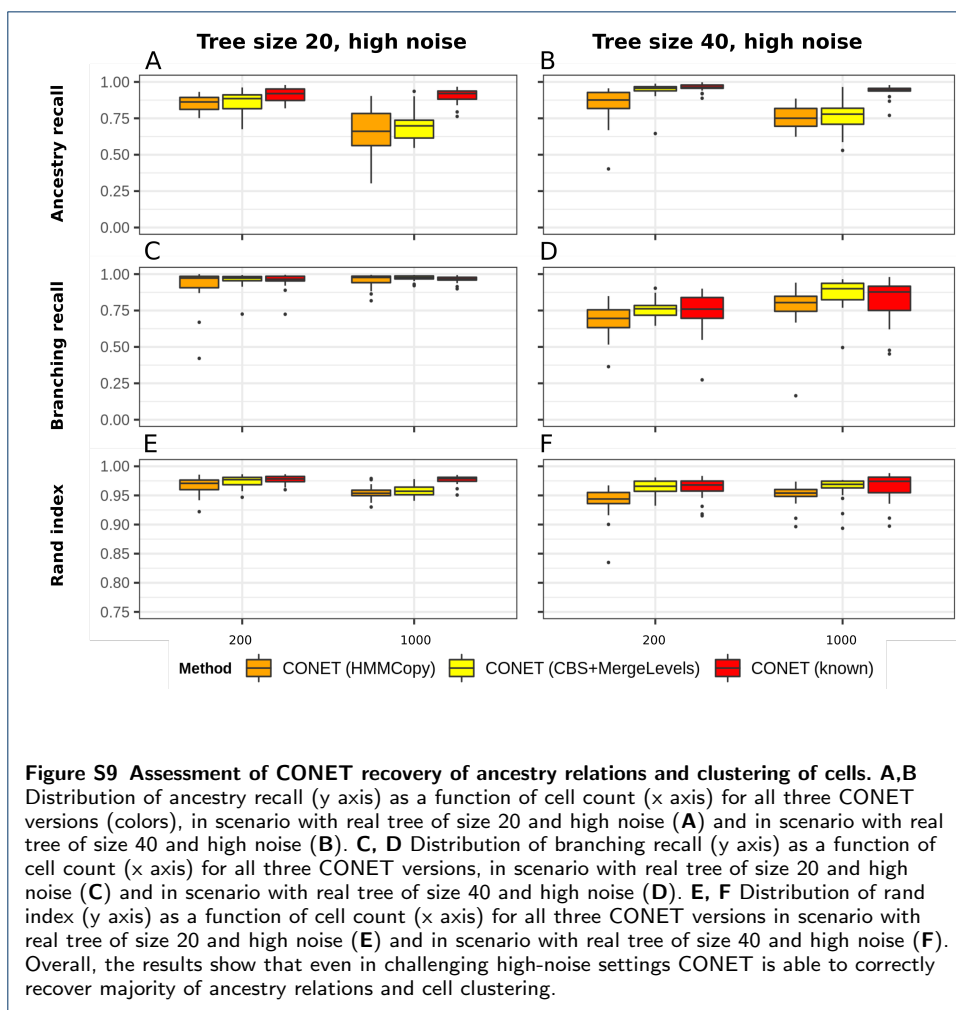 Tree size 20, high noise
Tree size 40, high noise
A
B
Ancestry recall
1.00
0.75
0.50
0.25
0.00
C
D
Branching recall
1.00
0.75
0.50
0.25
0.00
E
F
Rand index
1.00
0.95
0.90
0.85
0.80
0.75
200
1000
200
1000
Method CONET (HMMCopy) CONET (CBS+MergeLevels) CONET (known)
Figure S9 Assessment of CONET recovery of ancestry relations and clustering of cells. A,B
Distribution of ancestry recall (y axis) as a function of cell count (x axis) for all three CONET
versions (colors), in scenario with real tree of size 20 and high noise (A) and in scenario with real
tree of size 40 and high noise (B). C, D Distribution of branching recall (y axis) as a function of
cell count (x axis) for all three CONET versions, in scenario with real tree of size 20 and high
noise (C) and in scenario with real tree of size 40 and high noise (D). E, F Distribution of rand
index (y axis) as a function of cell count (x axis) for all three CONET versions in scenario with
real tree of size 20 and high noise (E) and in scenario with real tree of size 40 and high noise (F).
Overall, the results show that even in challenging high-noise settings CONET is able to correctly
recover majority of ancestry relations and cell clustering.